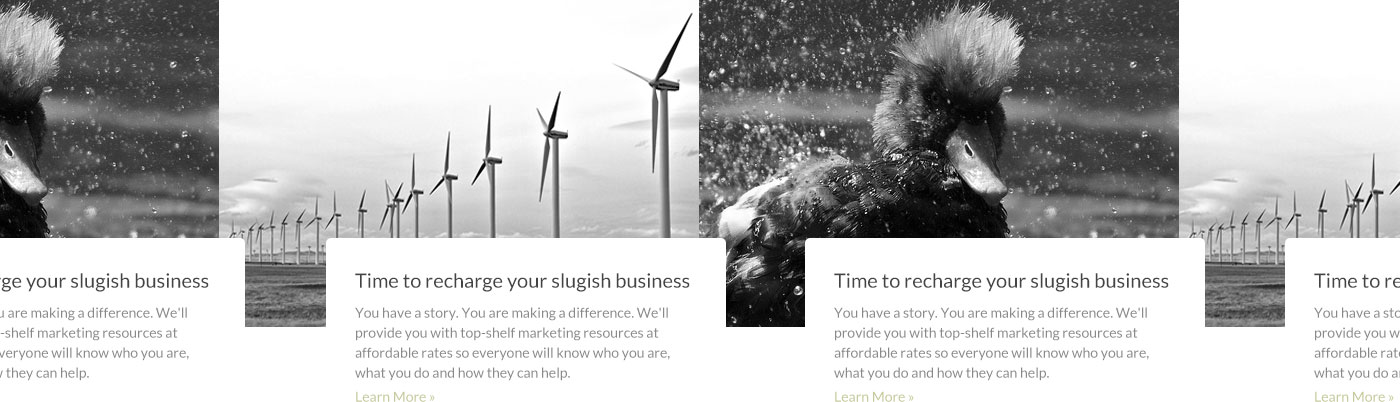 rge your slugish business
are making a difference. We'll
-shelf marketing resources at
everyone will know who you are,
they can help.
Time to recharge your slugish business
You have a story. You are making a difference. We'll
provide you with top-shelf marketing resources at
affordable rates so everyone will know who you are,
what you do and how they can help.
Learn More »
Time to recharge your slugish business
You have a story. You are making a difference. We'll
provide you with top-shelf marketing resources at
affordable rates so everyone will know who you are,
what you do and how they can help.
Learn More »
Time to re
You have a sto
provide you w
affordable rate
what you do a
Learn More »